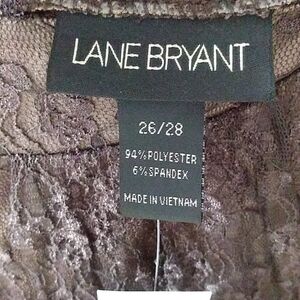 LANE BRYANT
26/28
94% POLYESTER
6% SPANDEX
MADE IN VIETNAM